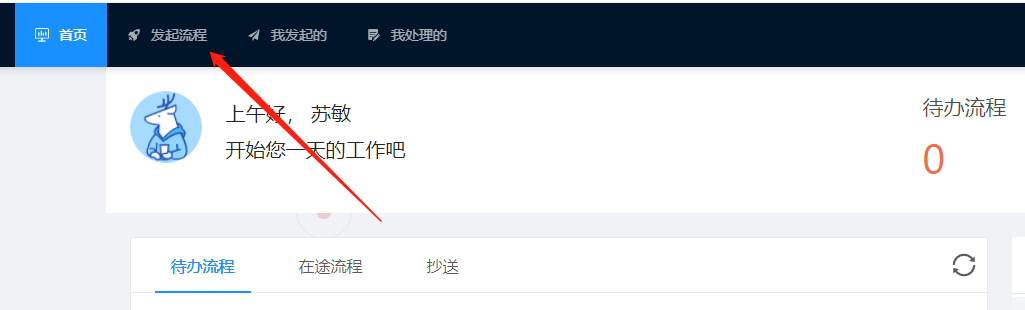 首页 发起流程 我发起的 我处理的
上午好， 苏敏
开始您一天的工作吧
待办流程
0
待办流程 在途流程 抄送